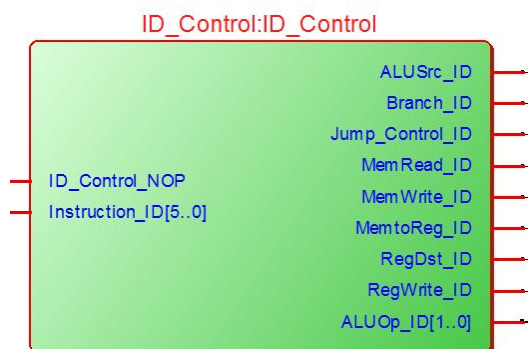 ID_Control:ID_Control
ID_Control_NOP
Instruction_ID[5..0]
ALUSrc_ID
Branch_ID
Jump_Control_ID
MemRead_ID
MemWrite_ID
MemtoReg_ID
RegDst_ID
RegWrite_ID
ALUOp_ID[1..0]